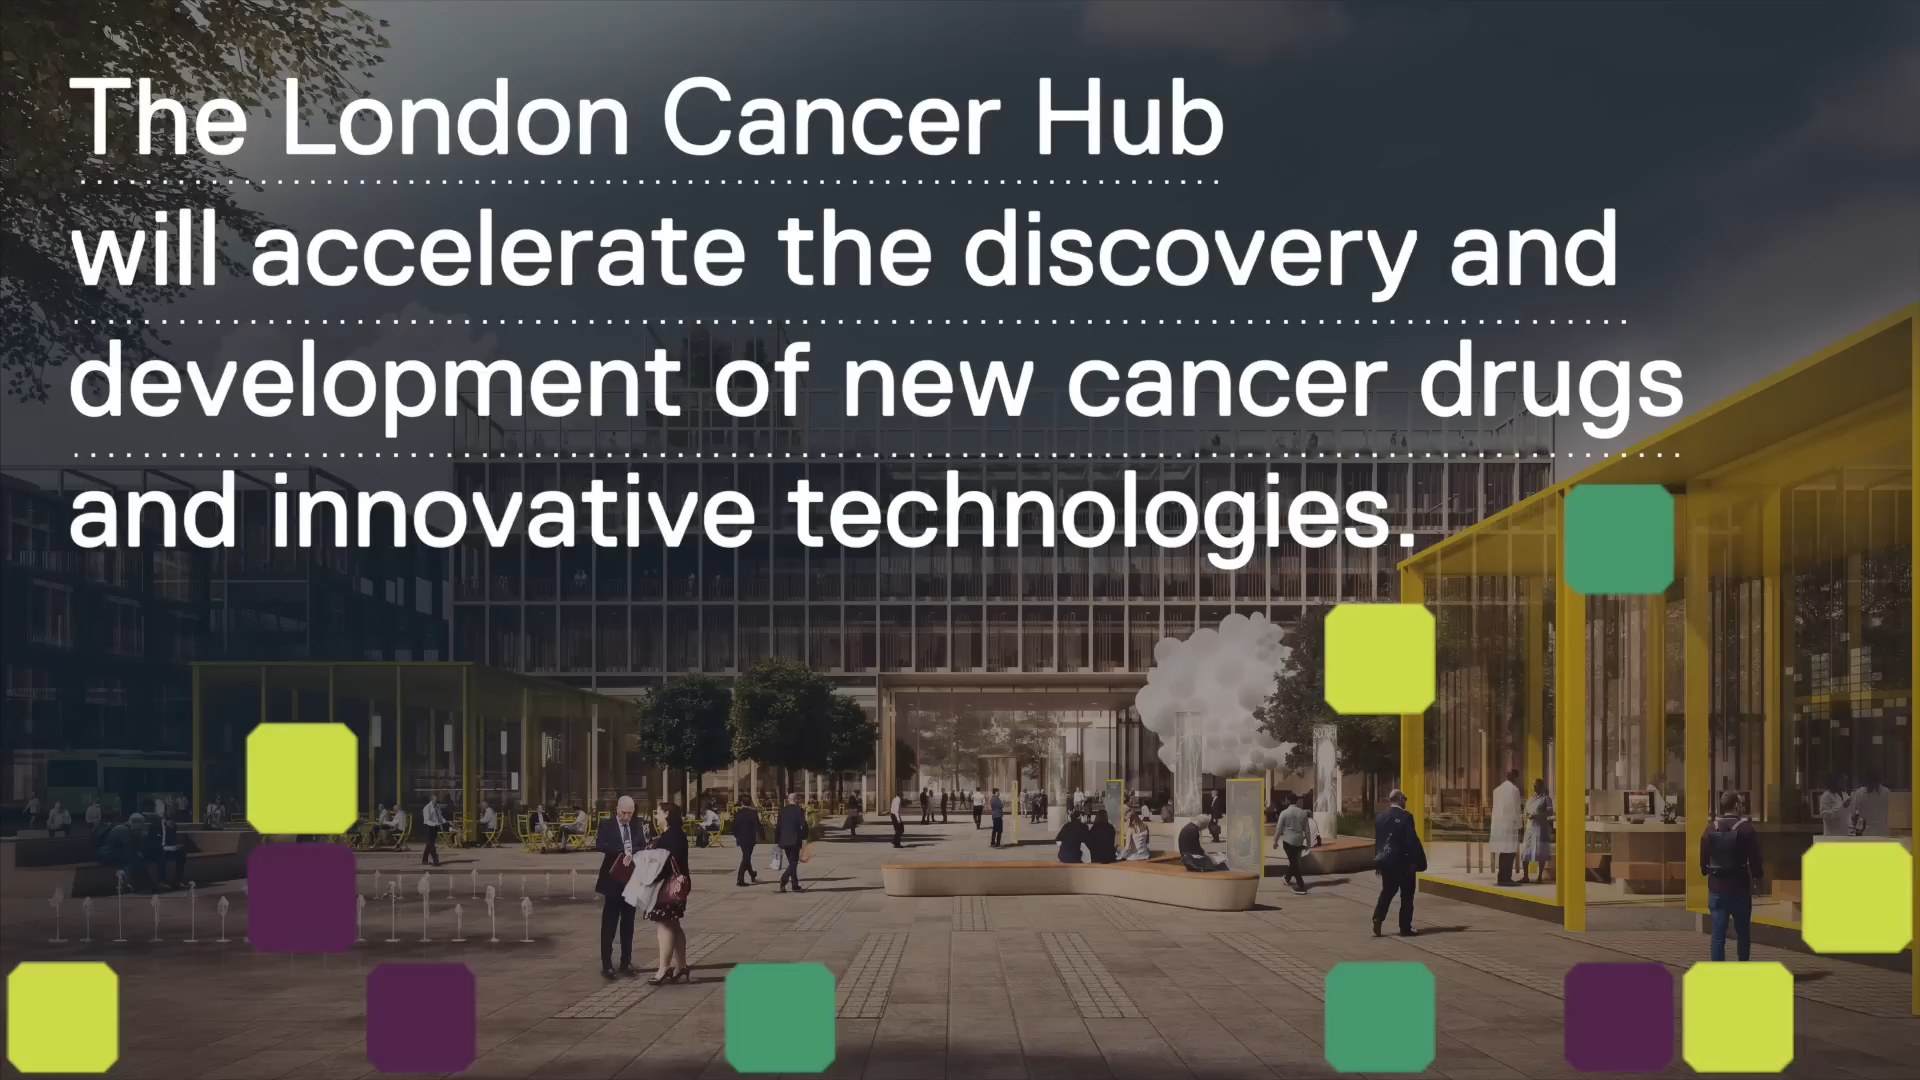 The London Cancer Hub
will accelerate the discovery and
development of new cancer drugs
and innovative technologies.